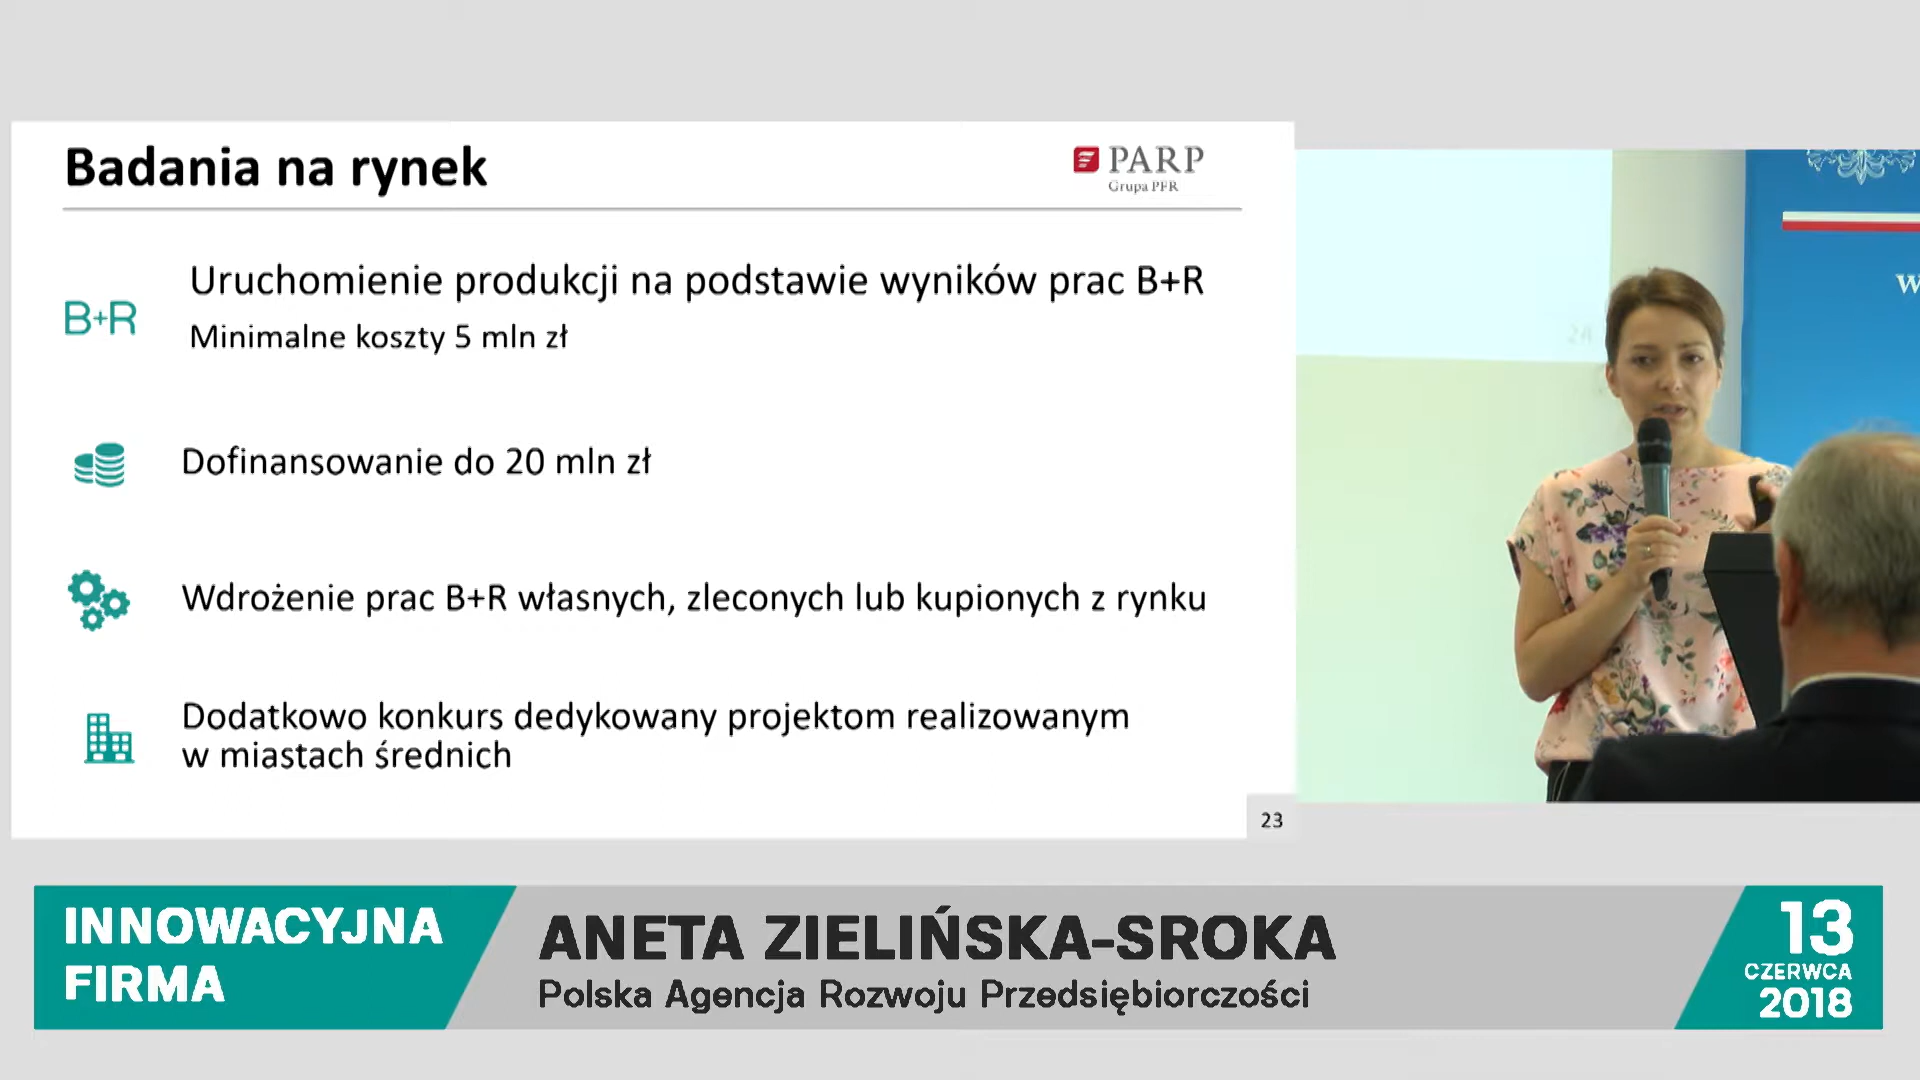 Badania na rynek
PARP
Grupa PFR
Uruchomienie produkcji na podstawie wyników prac B+R
B+R
Minimalne koszty 5 mln zł
Dofinansowanie do 20 mln zł
Wdrożenie prac B+R własnych, zleconych lub kupionych z rynku
Dodatkowo konkurs dedykowany projektom realizowanym
w miastach średnich
23
INNOWACYJNA
FIRMA
ANETA ZIELIŃSKA-SROKA
Polska Agencja Rozwoju Przedsiębiorczości
13
CZERWCA
2018